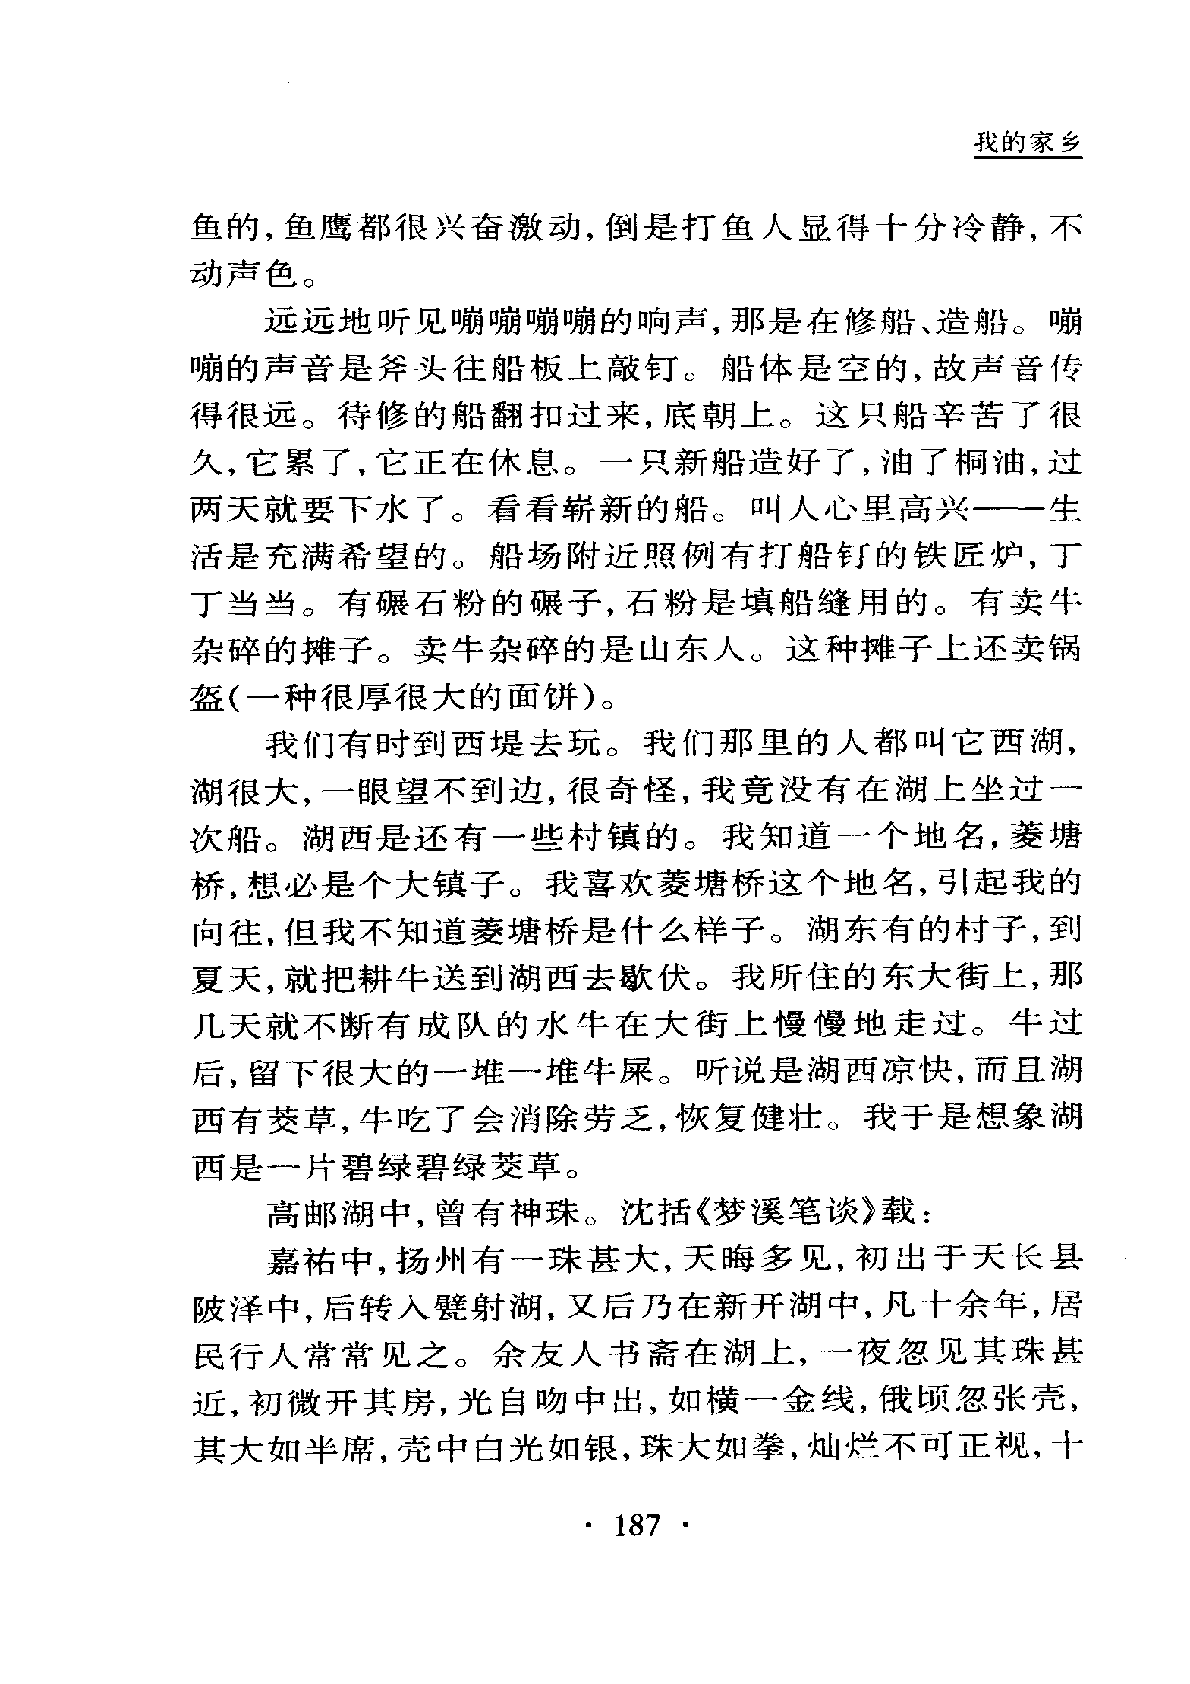 我的家乡
鱼的,鱼鹰都很兴奋激动,倒是打鱼人显得十分冷静,不
动声色。
远远地听见嘣嘣嘣嘣的响声,那是在修船、造船。嘣
嘣的声音是斧头往船板上敲钉。船体是空的,故声音传
得很远。待修的船翻扣过来,底朝上。这只船辛苦了很
久,它累了,它正在休息。一只新船造好了,油了桐油,过
两天就要下水了。看看崭新的船。叫人心里高兴——生
活是充满希望的。船场附近照例有打船钉的铁匠炉,丁
丁当当。有碾石粉的碾子,石粉是填船缝用的。有卖牛
杂碎的摊子。卖牛杂碎的是山东人。这种摊子上还卖锅
盔(一种很厚很大的面饼)。
我们有时到西堤去玩。我们那里的人都叫它西湖,
湖很大,一眼望不到边,很奇怪,我竟没有在湖上坐过一
次船。湖西是还有一些村镇的。我知道一个地名,菱塘
桥,想必是个大镇子。我喜欢菱塘桥这个地名,引起我的
向往,但我不知道菱塘桥是什么样子。湖东有的村子,到
夏天,就把耕牛送到湖西去歇伏。我所住的东大街上,那
几天就不断有成队的水牛在大街上慢慢地走过。牛过
后,留下很大的一堆一堆牛屎。听说是湖西凉快,而且湖
西有茭草,牛吃了会消除劳乏,恢复健壮。我于是想象湖
西是一片碧绿碧绿茭草。
高邮湖中,曾有神珠。沈括《梦溪笔谈》载:
嘉祐中,扬州有一珠甚大,天晦多见,初出于天长县
陂泽中,后转入甓射湖,又后乃在新开湖中,凡十余年,居
民行人常常见之。余友人书斋在湖上,一夜忽见其珠甚
近,初微开其房,光自吻中出,如横一金线,俄顷忽张壳,
其大如半席,壳中白光如银,珠大如拳,灿烂不可正视,十
· 187 ·